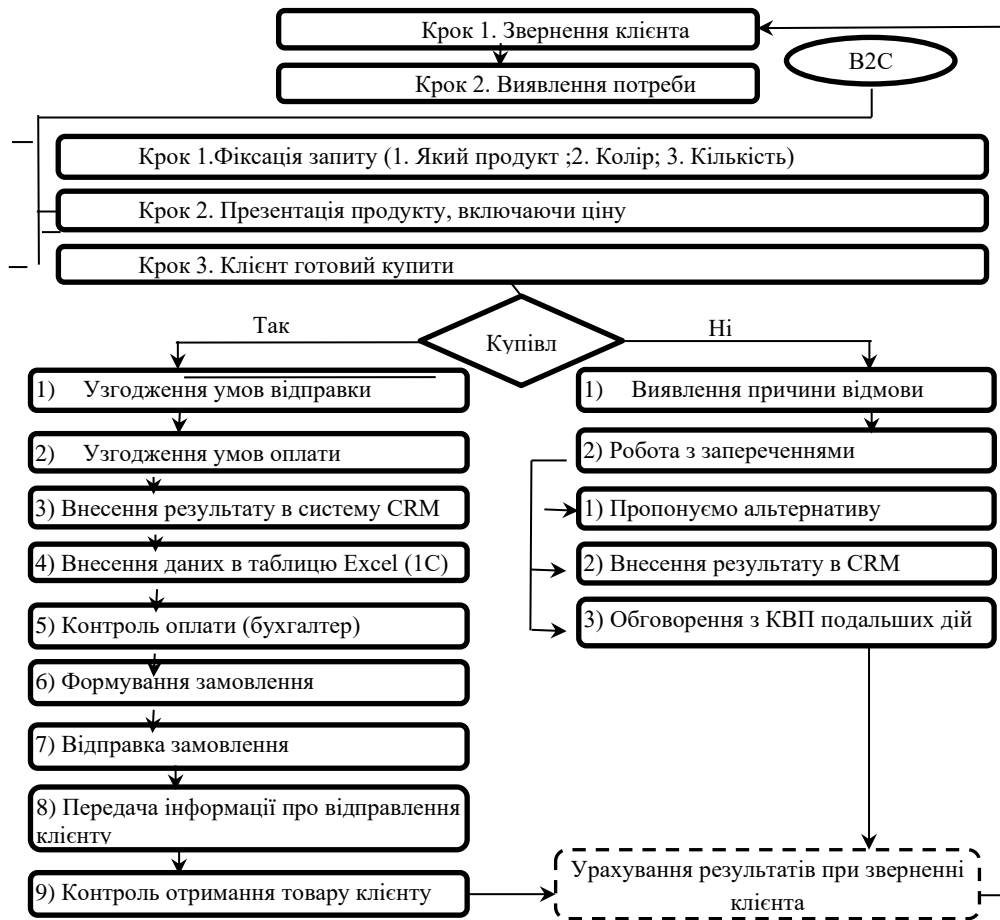 Крок 1. Звернення клієнта
B2C
Крок 2. Виявлення потреби
Крок 1.Фіксація запиту (1. Який продукт ;2. Колір; 3. Кількість)
Крок 2. Презентація продукту, включаючи ціну
Крок 3. Клієнт готовий купити
Так
Купівл
Ні
1) Узгодження умов відправки
2) Узгодження умов оплати
3) Внесення результату в систему CRM
4) Внесення даних в таблицю Excel (1С)
5) Контроль оплати (бухгалтер)
6) Формування замовлення
7) Відправка замовлення
8) Передача інформації про відправлення
клієнту
9) Контроль отримання товару клієнту
1) Виявлення причини відмови
2) Робота з запереченнями
1) Пропонуємо альтернативу
2) Внесення результату в CRM
3) Обговорення з КВП подальших дій
Урахування результатів при зверненні
клієнта